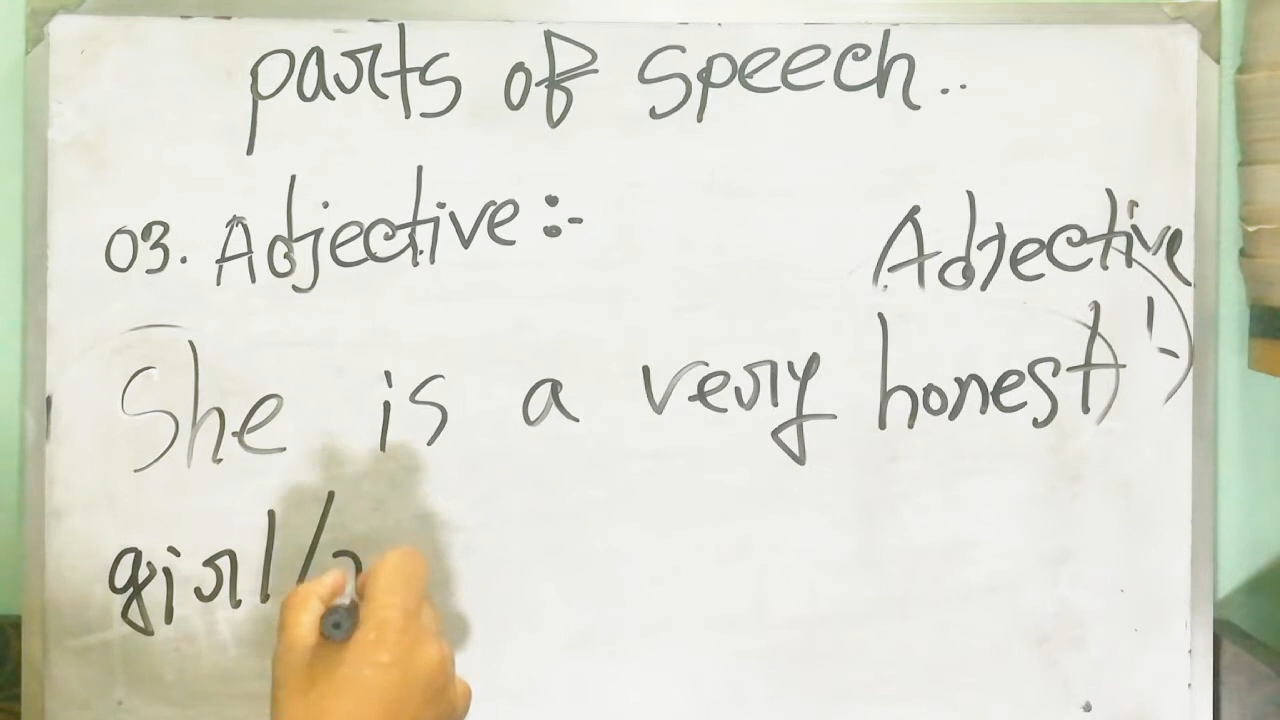 parts of speech..
03. Adjective :-
Adjective
She is a very honest
girl/